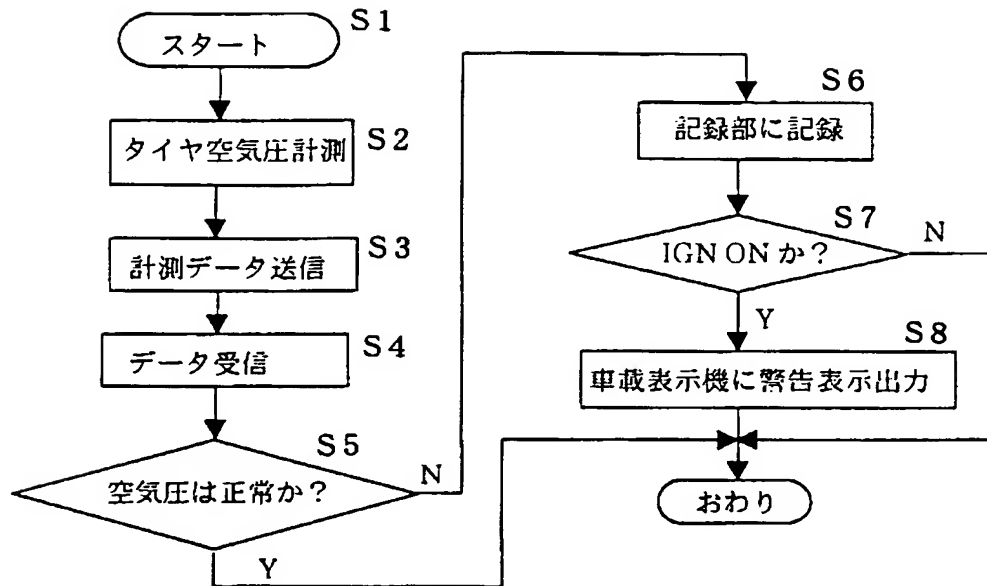 スタート
S1
タイヤ空気圧計測
S2
計測データ送信
S3
データ受信
S4
空気圧は正常か?
S5
N
Y
記録部に記録
S6
IGN ONか?
S7
N
Y
車載表示機に警告表示出力
S8
おわり